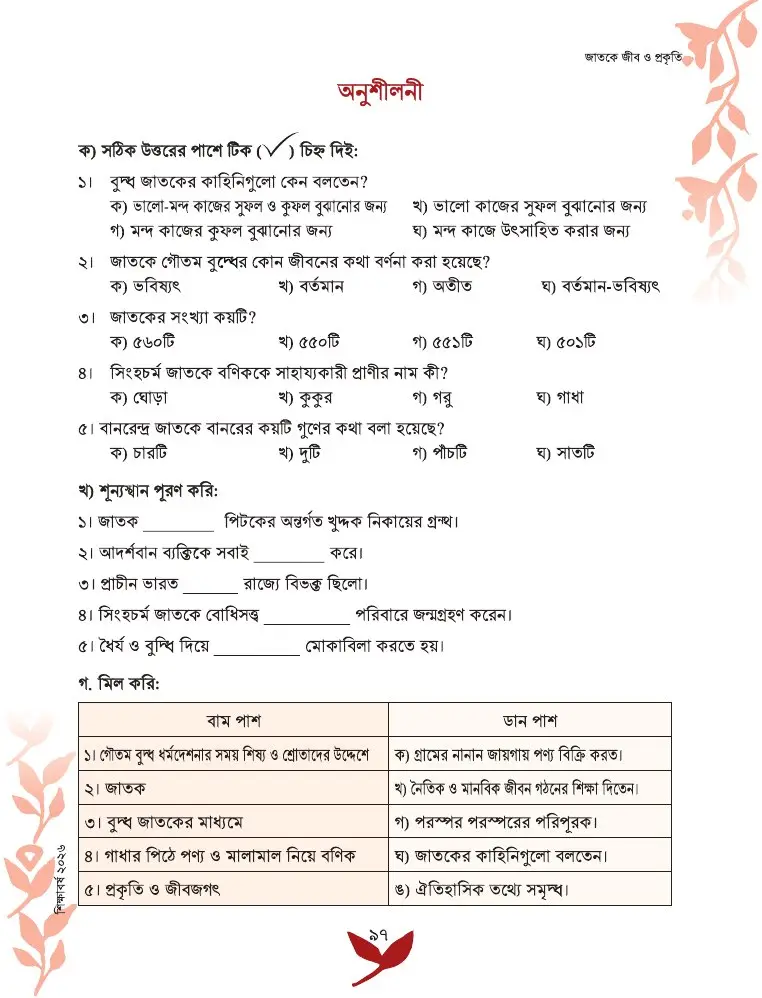 জাতকে জীব ও প্রকৃতি
অনুশীলনী
ক) সঠিক উত্তরের পাশে টিক (✓) চিহ্ন দিই:
১। বুদ্ধ জাতকের কাহিনিগুলো কেন বলতেন?
ক) ভালো-মন্দ কাজের সুফল ও কুফল বুঝানোর জন্য খ) ভালো কাজের সুফল বুঝানোর জন্য
গ) মন্দ কাজের কুফল বুঝানোর জন্য ঘ) মন্দ কাজে উৎসাহিত করার জন্য
২। জাতকে গৌতম বুদ্ধের কোন জীবনের কথা বর্ণনা করা হয়েছে?
ক) ভবিষ্যৎ খ) বর্তমান গ) অতীত ঘ) বর্তমান-ভবিষ্যৎ
৩। জাতকের সংখ্যা কয়টি?
ক) ৫৬০টি খ) ৫৫০টি গ) ৫৫১টি ঘ) ৫০১টি
৪। সিংহচর্ম জাতকে বণিককে সাহায্যকারী প্রাণীর নাম কী?
ক) ঘোড়া খ) কুকুর গ) গরু ঘ) গাধা
৫। বানরেন্দ্র জাতকে বানরের কয়টি গুণের কথা বলা হয়েছে?
ক) চারটি খ) দুটি গ) পাঁচটি ঘ) সাতটি
খ) শূন্যস্থান পূরণ করি:
১। জাতক ________ পিটকের অন্তর্গত খুদ্দক নিকায়ের গ্রন্থ।
২। আদর্শবান ব্যক্তিকে সবাই ________ করে।
৩। প্রাচীন ভারত ______ রাজ্যে বিভক্ত ছিলো।
৪। সিংহচর্ম জাতকে বোধিসত্ত্ব __________ পরিবারে জন্মগ্রহণ করেন।
৫। ধৈর্য ও বুদ্ধি দিয়ে __________ মোকাবিলা করতে হয়।
গ. মিল করি:
বাম পাশ ডান পাশ
১। গৌতম বুদ্ধ ধর্মদেশনার সময় শিষ্য ও শ্রোতাদের উদ্দেশে ক) গ্রামের নানান জায়গায় পণ্য বিক্রি করত।
২। জাতক খ) নৈতিক ও মানবিক জীবন গঠনের শিক্ষা দিতেন।
৩। বুদ্ধ জাতকের মাধ্যমে গ) পরস্পর পরস্পরের পরিপূরক।
৪। গাধার পিঠে পণ্য ও মালামাল নিয়ে বণিক ঘ) জাতকের কাহিনিগুলো বলতেন।
৫। প্রকৃতি ও জীবজগৎ ঙ) ঐতিহাসিক তথ্যে সমৃদ্ধ।
শিক্ষাবর্ষ ২০২৬
৯৭